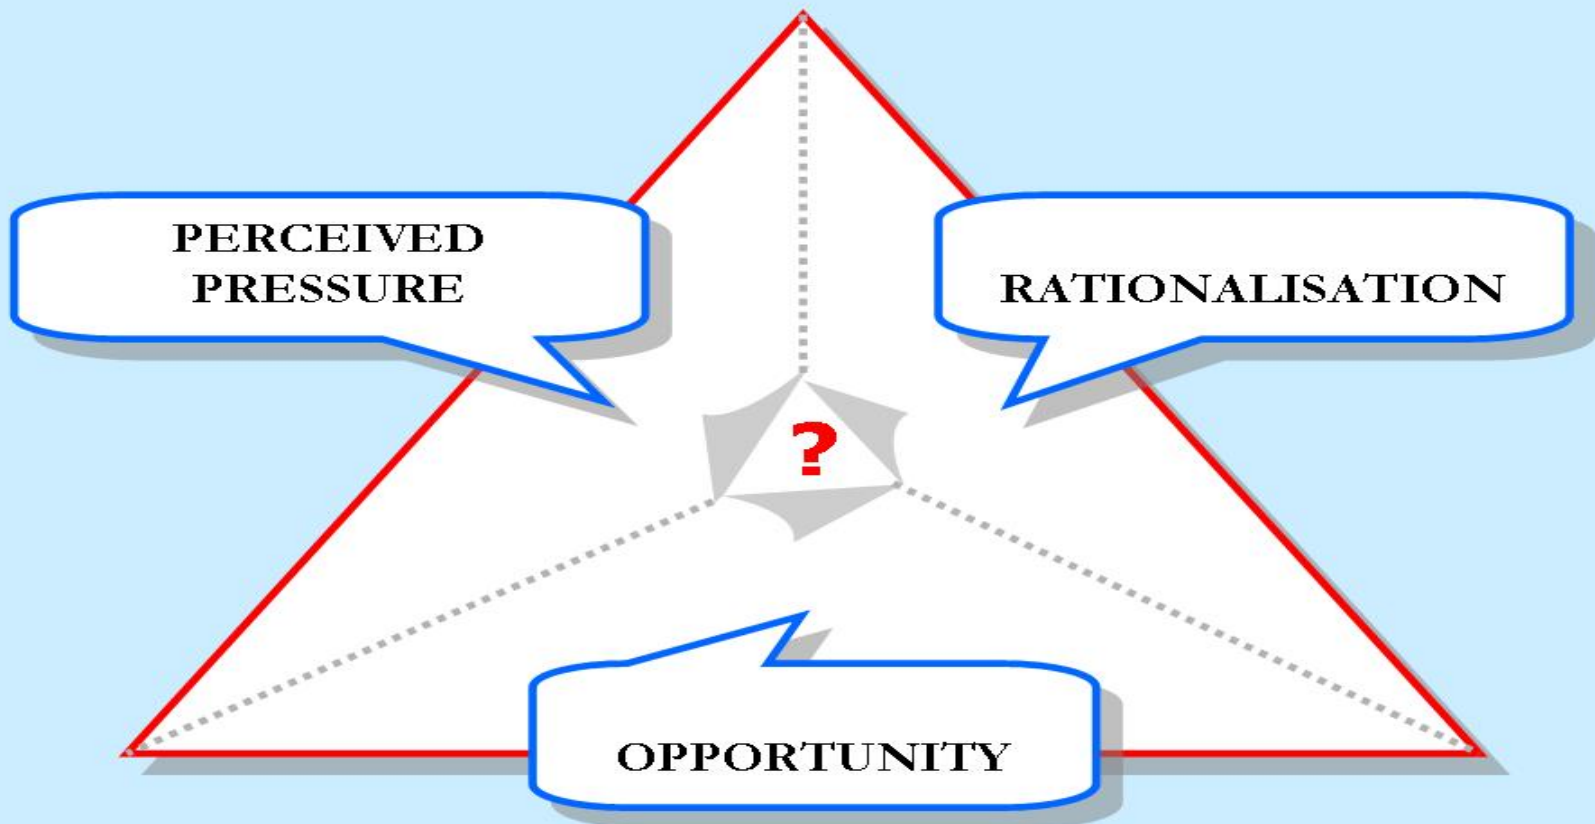 PERCEIVED
PRESSURE
RATIONALISATION
?
OPPORTUNITY